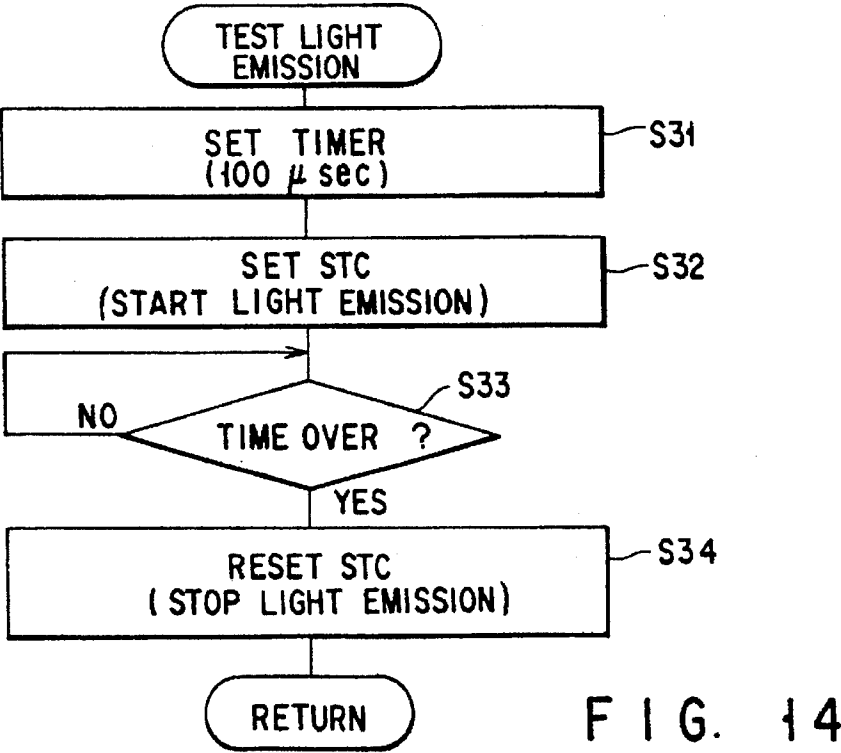 TEST LIGHT
EMISSION
SET TIMER
(100 μsec)
S31
SET STC
(START LIGHT EMISSION)
S32
S33
NO
TIME OVER ?
YES
RESET STC
(STOP LIGHT EMISSION)
S34
RETURN
FIG. 14